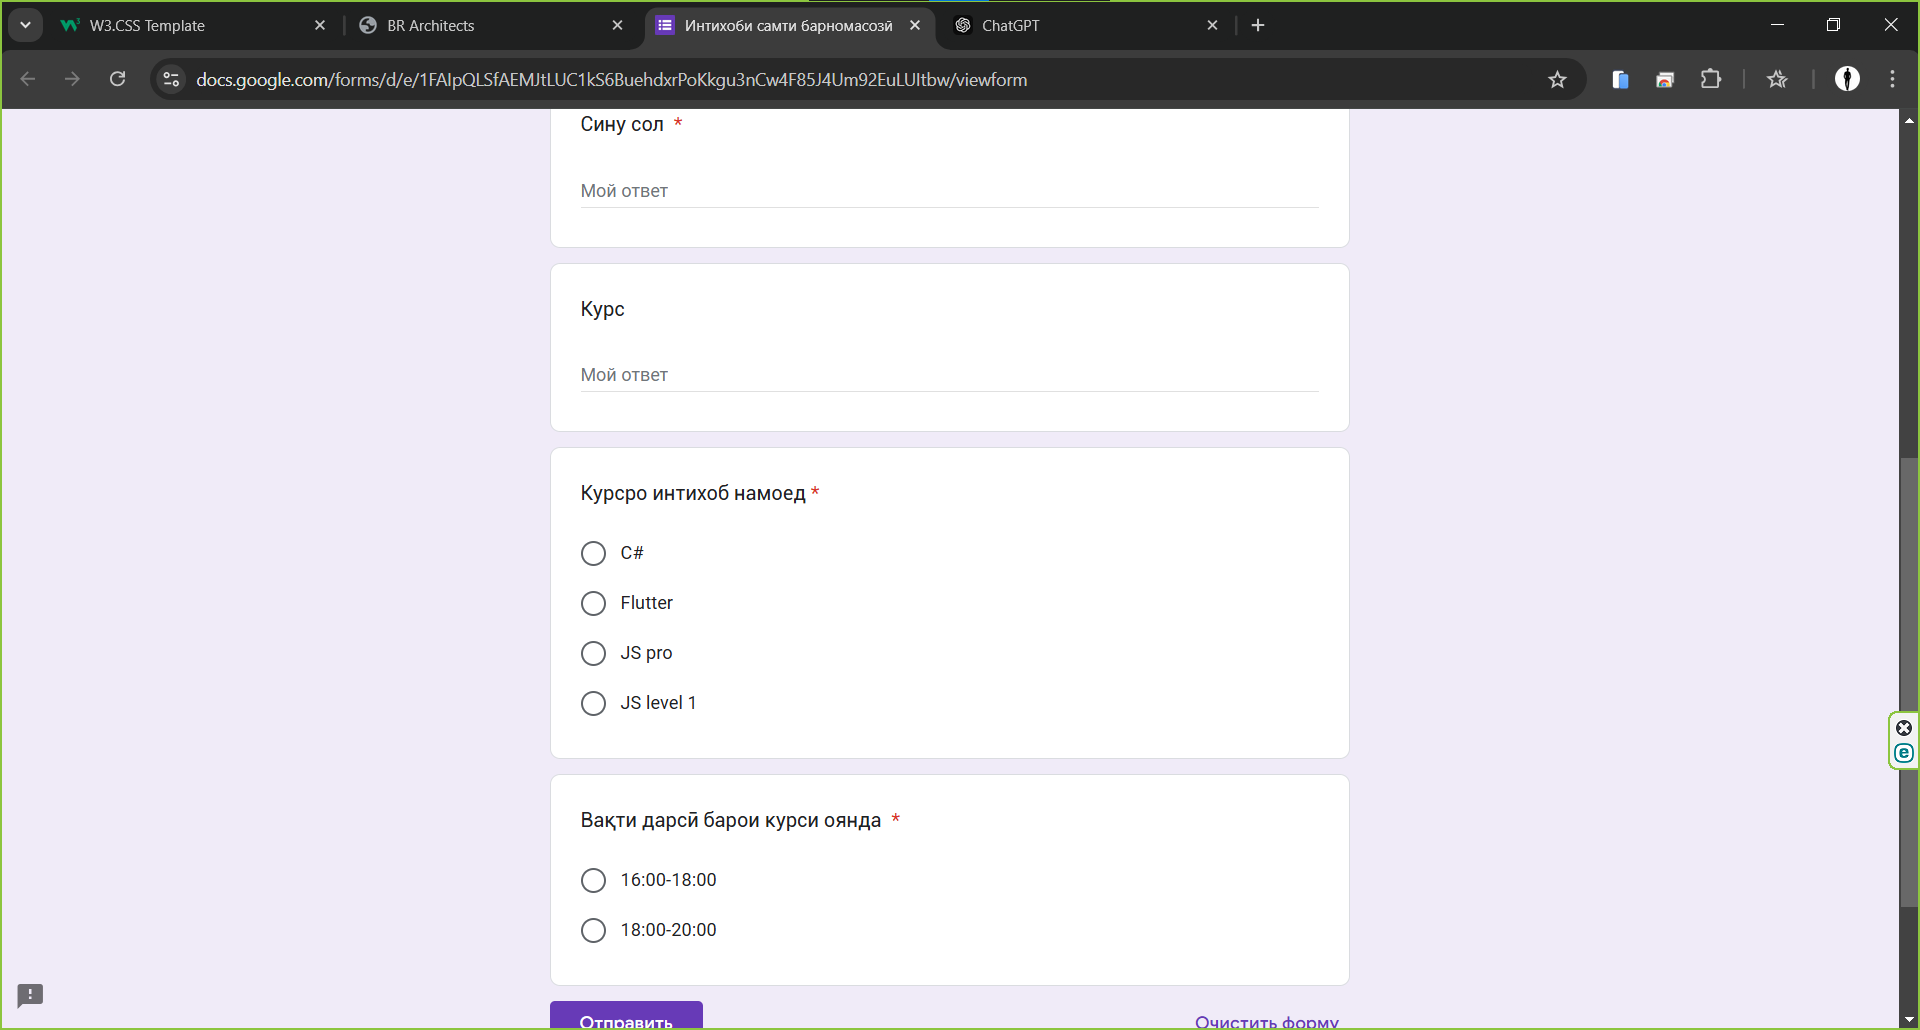 W3.CSS Template
BR Architects
Интихоби самти барномасозӣ
ChatGPT
docs.google.com/forms/d/e/1FAIpQLSfAEMJtLUC1kS6BuehdxrPoKkgu3nCw4F85J4Um92EuLUItbw/viewform
Сину сол *
Мой ответ
Курс
Мой ответ
Курсро интихоб намоед *
C#
Flutter
JS pro
JS level 1
Вақти дарсӣ барои курси оянда *
16:00-18:00
18:00-20:00
Отправить
Очистить форму